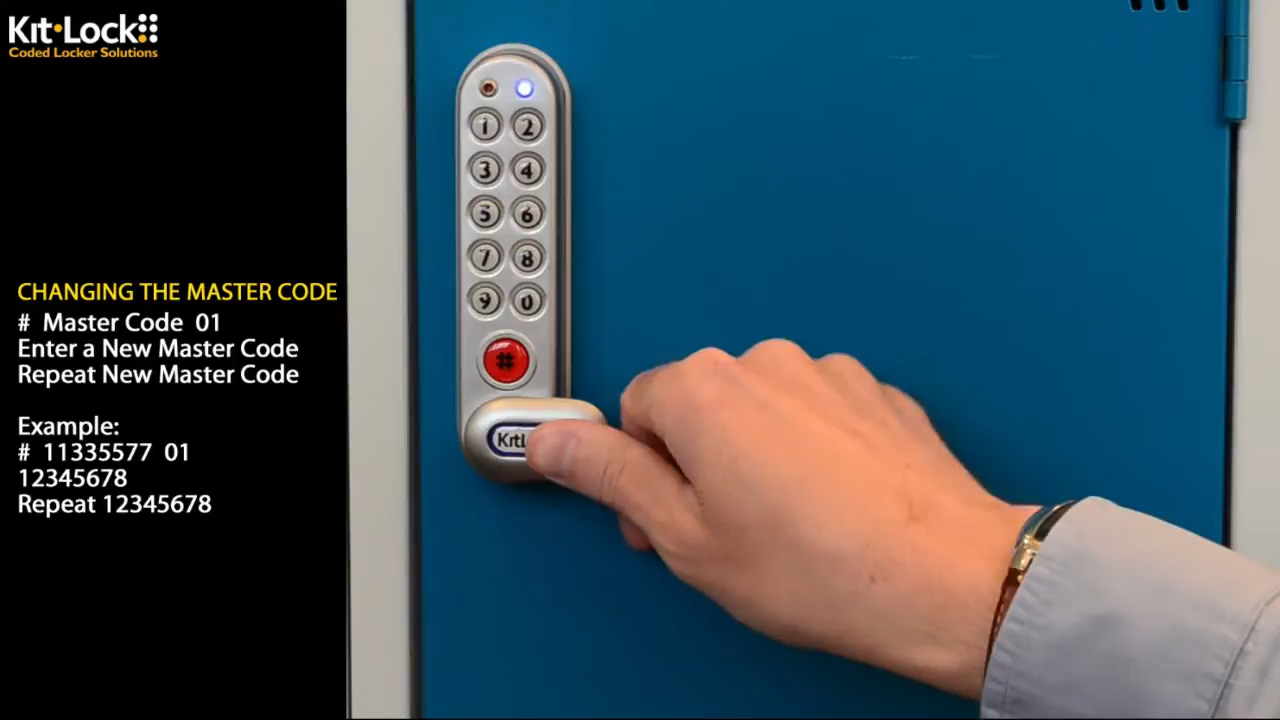 Kit·Lock
Coded Locker Solutions
1 2
3 4
5 6
7 8
9 0
#
CHANGING THE MASTER CODE
# Master Code 01
Enter a New Master Code
Repeat New Master Code
Example:
# 11335577 01
12345678
Repeat 12345678